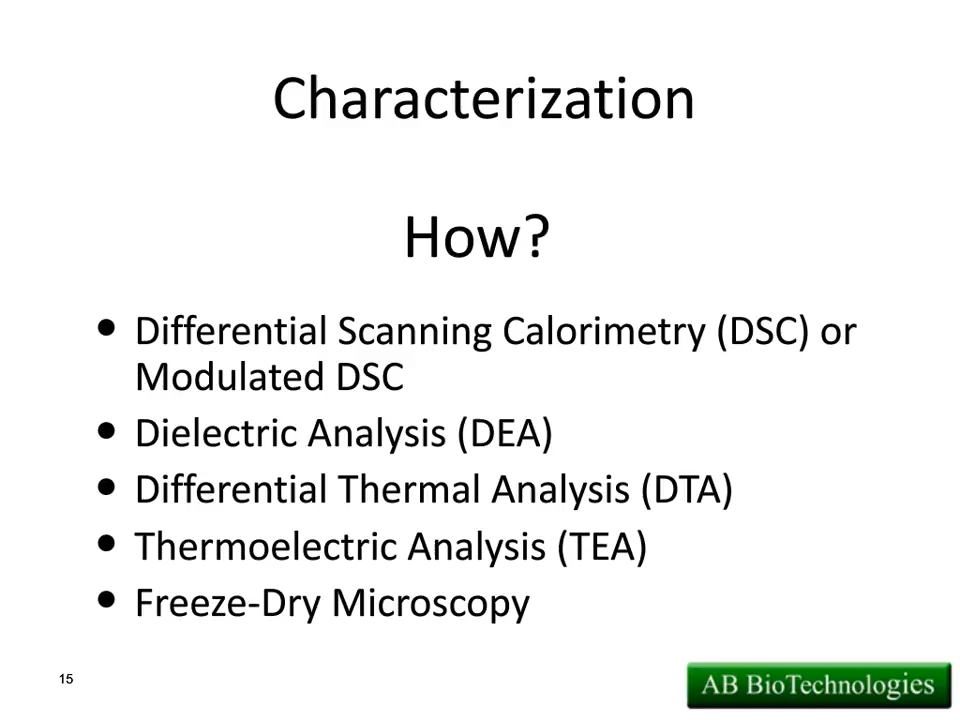 Characterization
How?
• Differential Scanning Calorimetry (DSC) or
Modulated DSC
• Dielectric Analysis (DEA)
• Differential Thermal Analysis (DTA)
• Thermoelectric Analysis (TEA)
• Freeze-Dry Microscopy
15
AB BioTechnologies